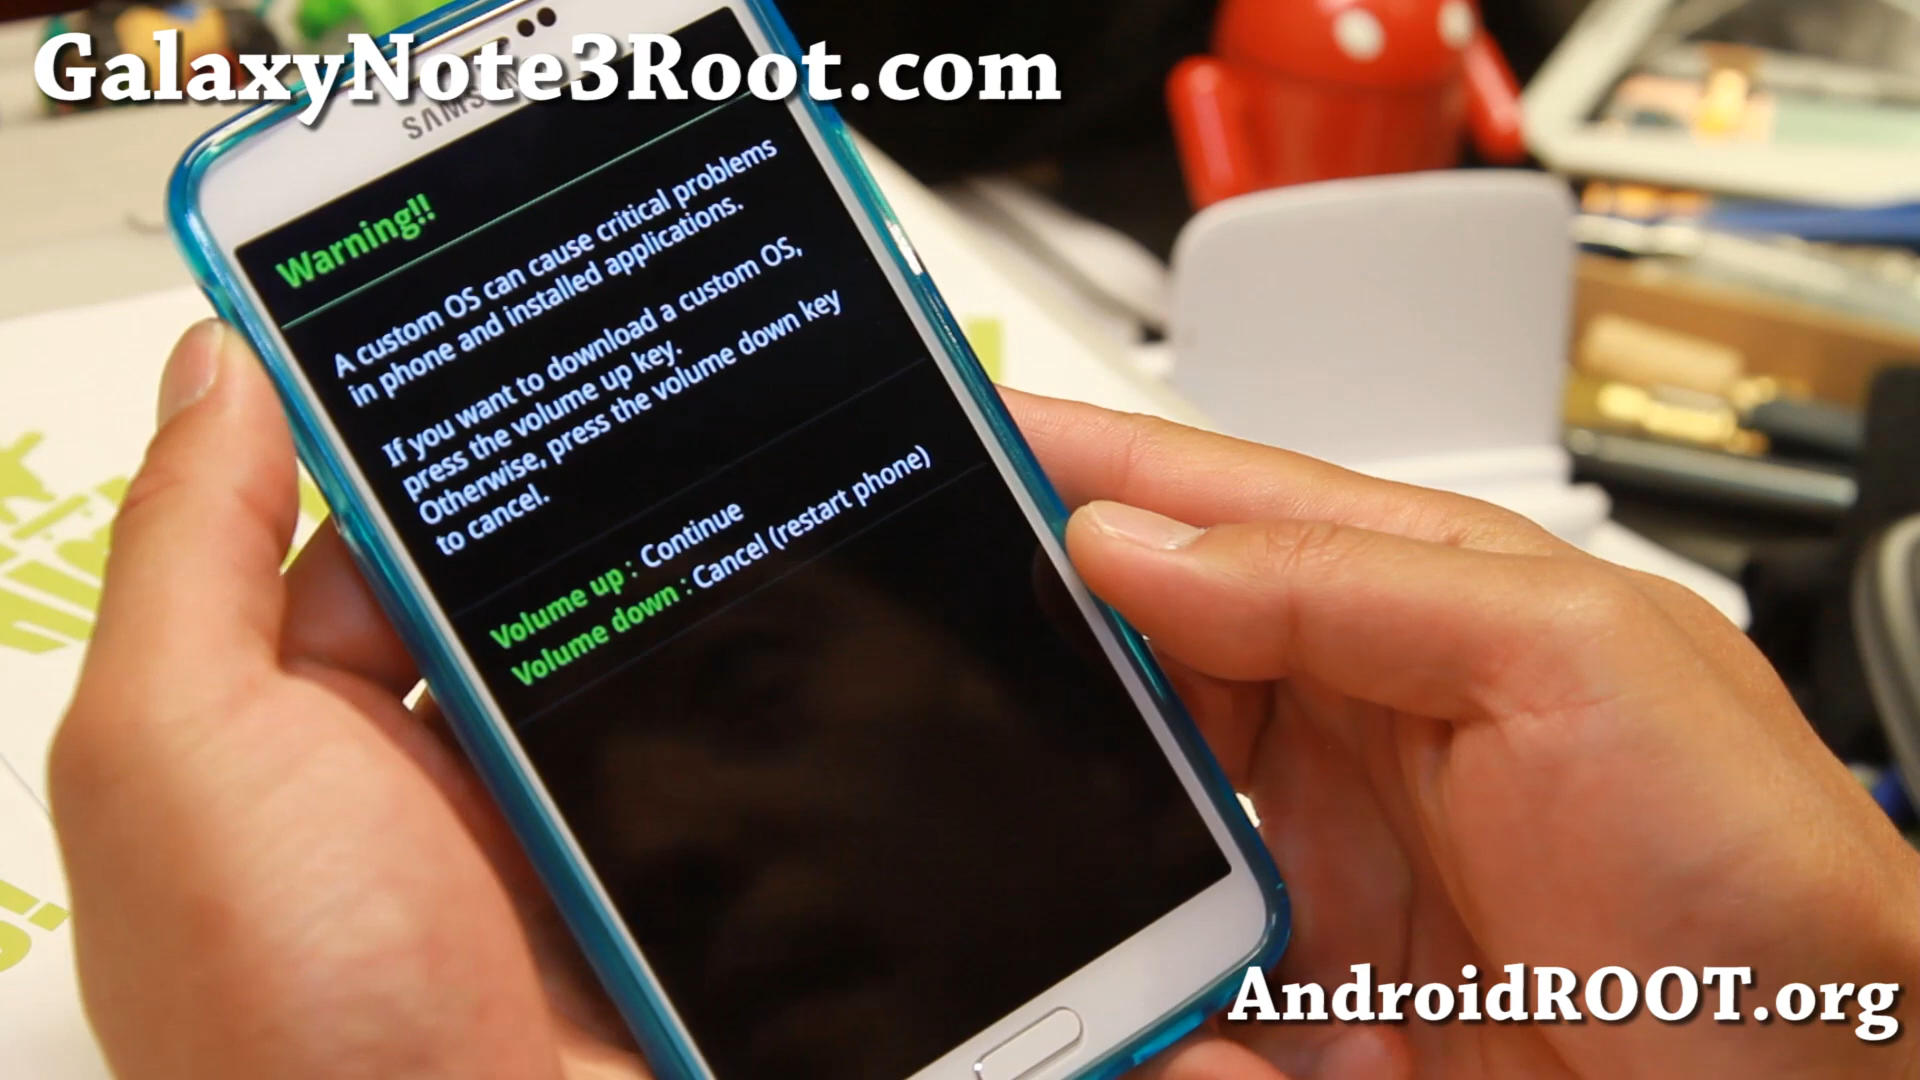 GalaxyNote3Root.com
SAMSUNG
Warning!!
A custom OS can cause critical problems
in phone and installed applications.
If you want to download a custom OS,
press the volume up key.
Otherwise, press the volume down key
to cancel.
Volume up : Continue
Volume down : Cancel (restart phone)
AndroidROOT.org